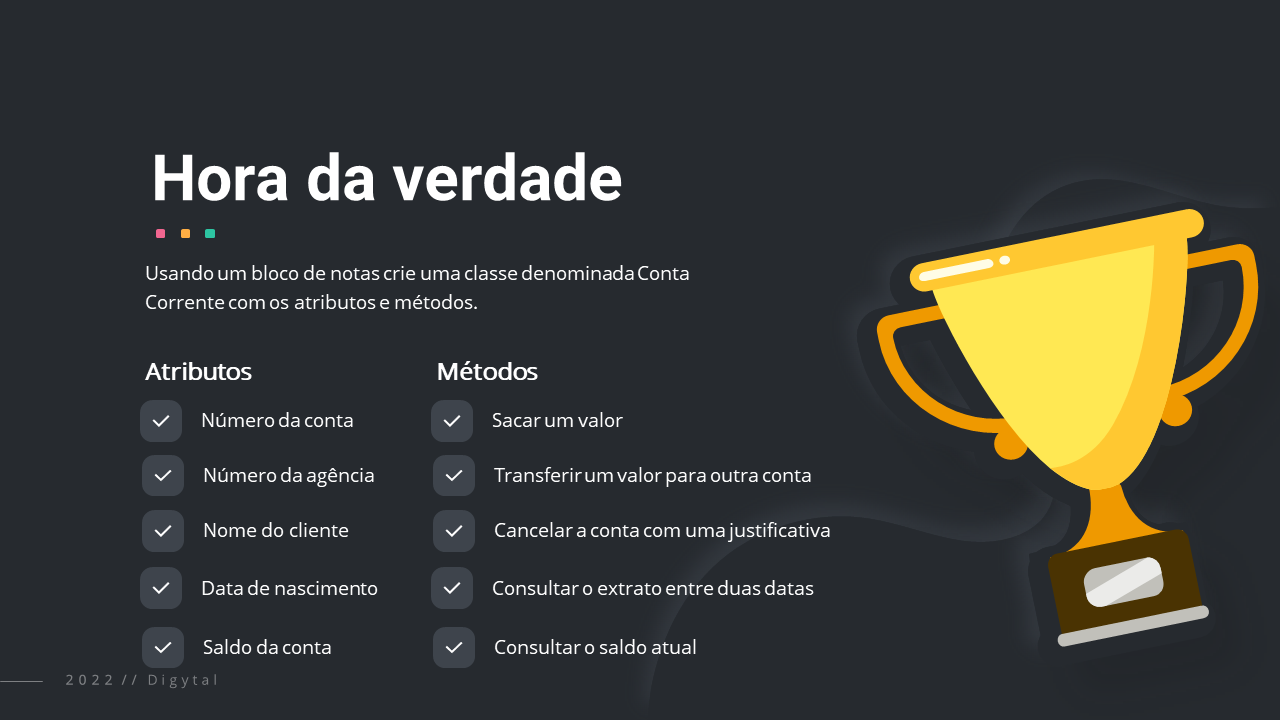 Hora da verdade
Usando um bloco de notas crie uma classe denominada Conta
Corrente com os atributos e métodos.
Atributos
Número da conta
Número da agência
Nome do cliente
Data de nascimento
Saldo da conta
Métodos
Sacar um valor
Transferir um valor para outra conta
Cancelar a conta com uma justificativa
Consultar o extrato entre duas datas
Consultar o saldo atual
2022 // Digytal